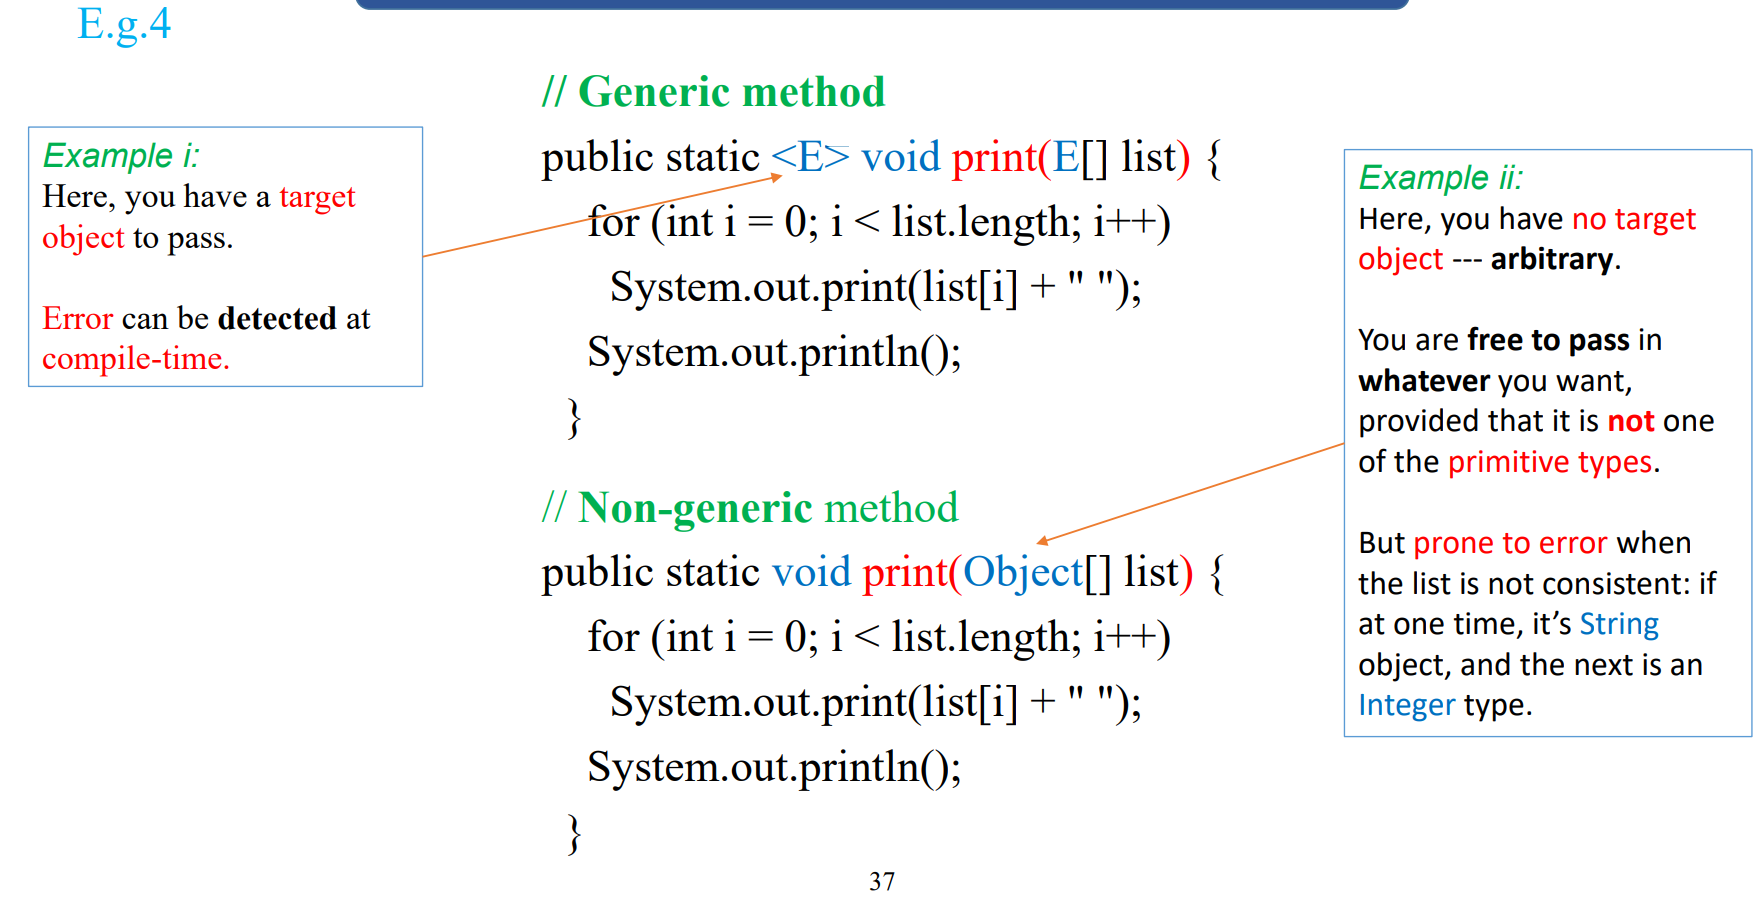 E.g.4
// Generic method
public static <E> void print(E[] list) {
for (int i = 0; i < list.length; i++)
System.out.print(list[i] + " ");
System.out.println();
}
// Non-generic method
public static void print(Object[] list) {
for (int i = 0; i < list.length; i++)
System.out.print(list[i] + " ");
System.out.println();
}
Example i:
Here, you have a target
object to pass.
Error can be detected at
compile-time.
Example ii:
Here, you have no target
object --- arbitrary.
You are free to pass in
whatever you want,
provided that it is not one
of the primitive types.
But prone to error when
the list is not consistent: if
at one time, it’s String
object, and the next is an
Integer type.
37